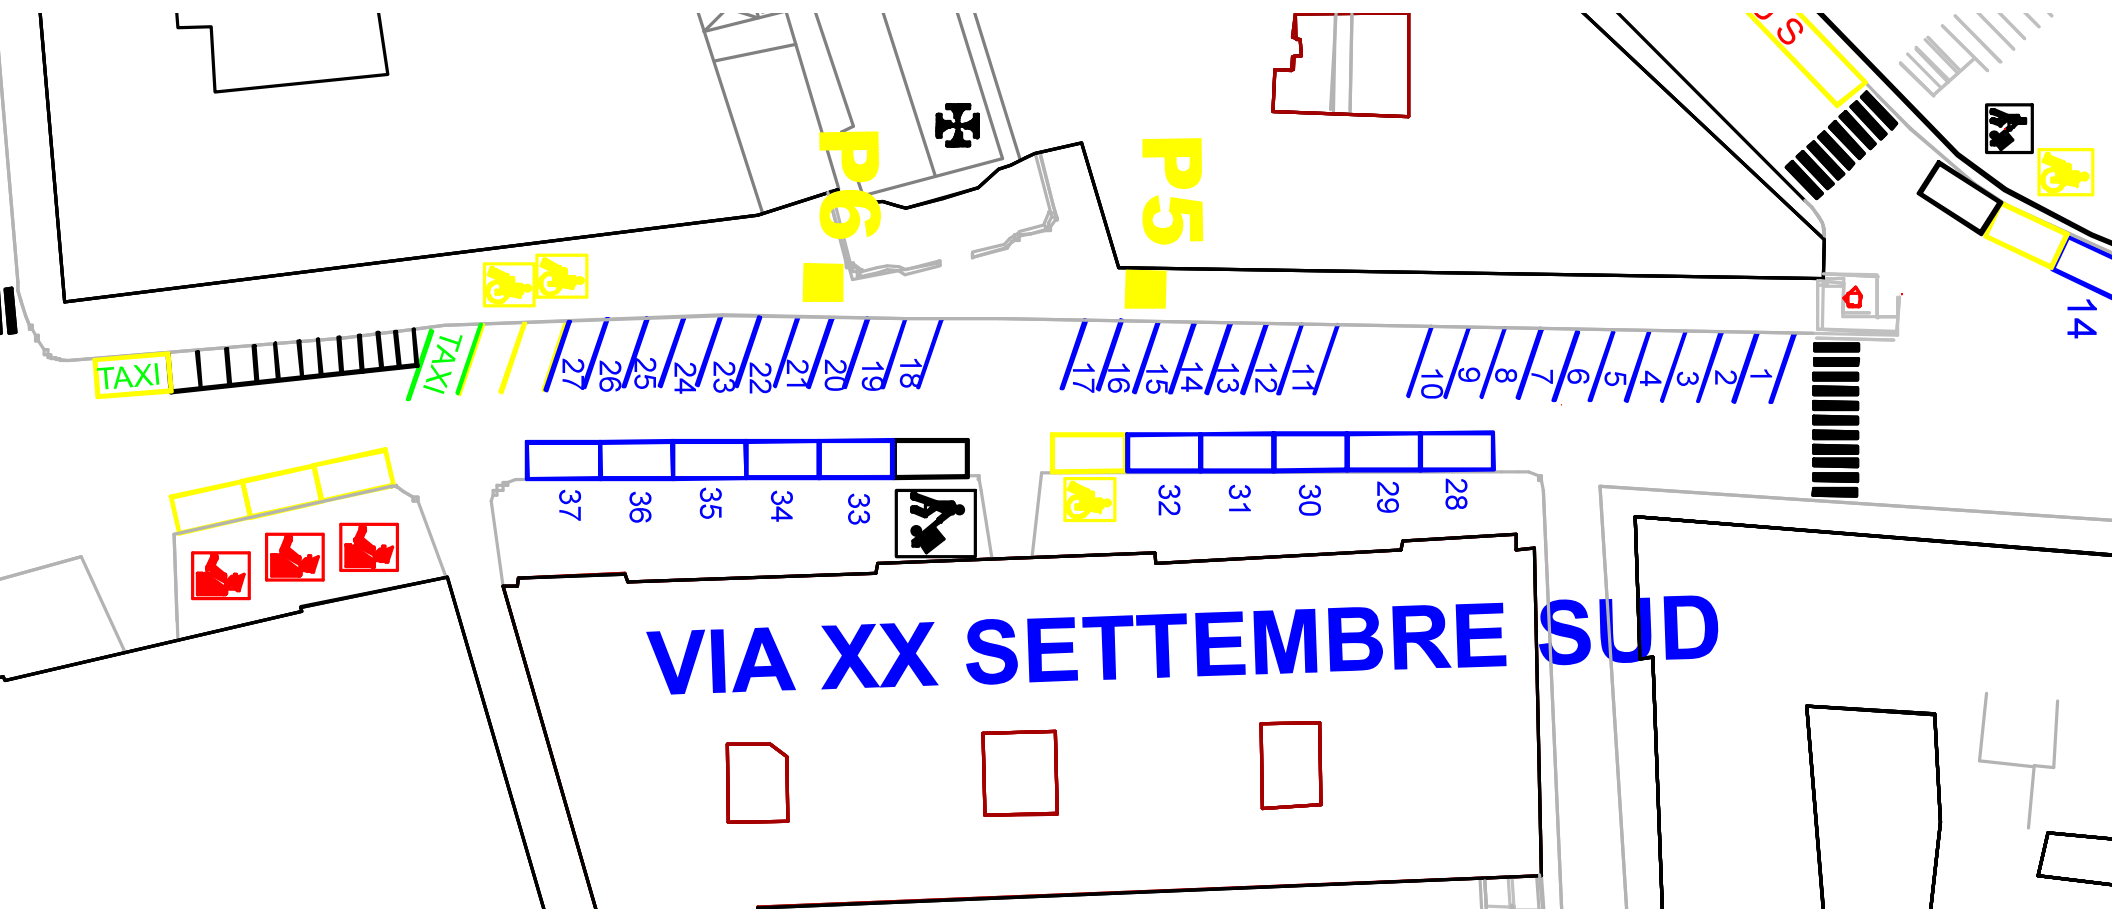 S
P6
P5
14
TAXI
TAXI
27 26 25 24 23 22 21 20 19 18
17 16 15 14 13 12 11
10 9 8 7 6 5 4 3 2 1
37 36 35 34 33
32 31 30 29 28
VIA XX SETTEMBRE SUD